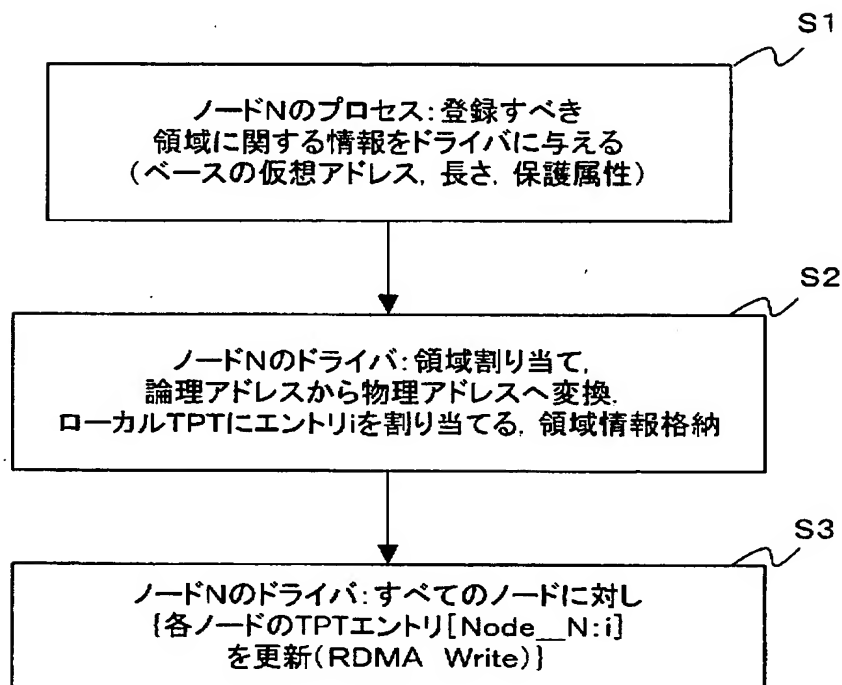 S1
ノードNのプロセス：登録すべき
領域に関する情報をドライバに与える
（ベースの仮想アドレス，長さ，保護属性）
S2
ノードNのドライバ：領域割り当て，
論理アドレスから物理アドレスへ変換．
ローカルTPTにエントリiを割り当てる，領域情報格納
S3
ノードNのドライバ：すべてのノードに対し
{各ノードのTPTエントリ[Node__N:i]
を更新(RDMA Write)}